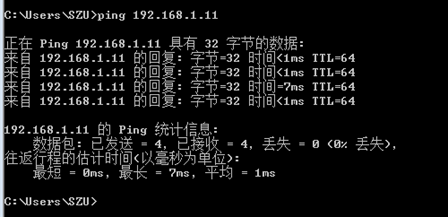 C:\Users\SZU>ping 192.168.1.11
正在 Ping 192.168.1.11 具有 32 字节的数据:
来自 192.168.1.11 的回复: 字节=32 时间<1ms TTL=64
来自 192.168.1.11 的回复: 字节=32 时间<1ms TTL=64
来自 192.168.1.11 的回复: 字节=32 时间=7ms TTL=64
来自 192.168.1.11 的回复: 字节=32 时间<1ms TTL=64
192.168.1.11 的 Ping 统计信息:
数据包: 已发送 = 4, 已接收 = 4, 丢失 = 0 (0% 丢失),
往返行程的估计时间(以毫秒为单位):
最短 = 0ms, 最长 = 7ms, 平均 = 1ms
C:\Users\SZU>